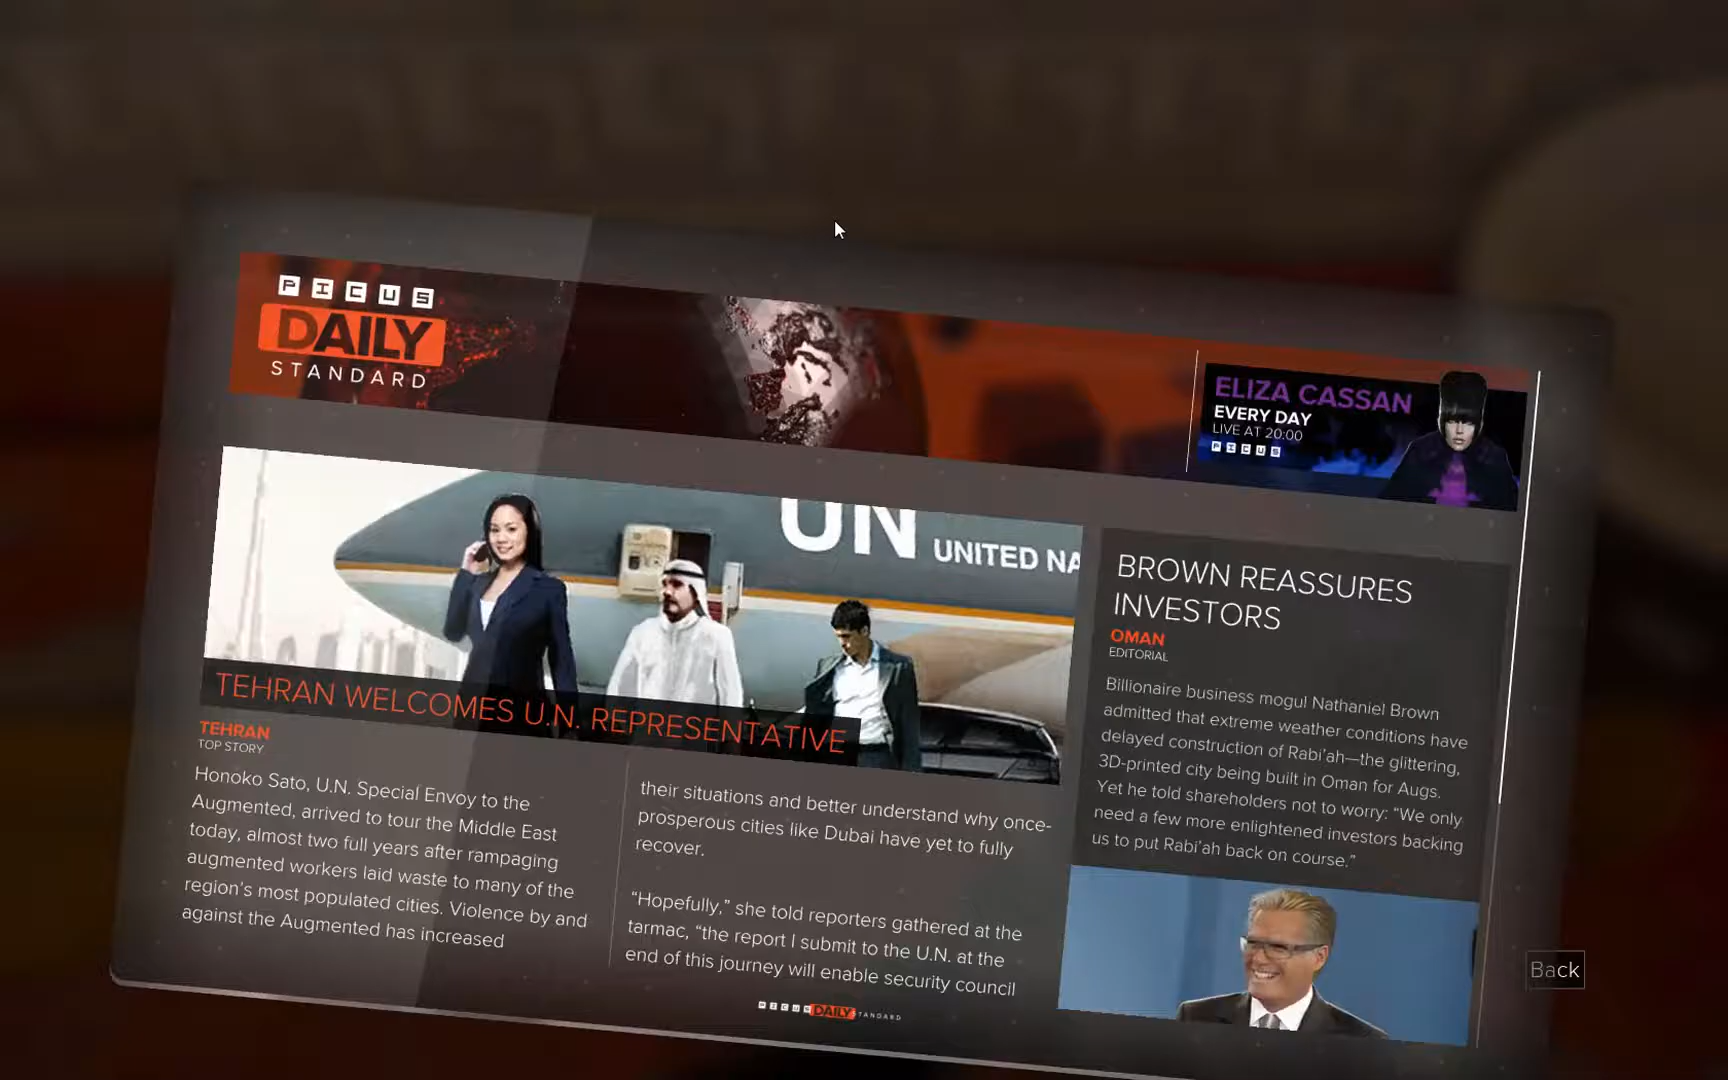 PICUS
DAILY
STANDARD
ELIZA CASSAN
EVERY DAY
LIVE AT 20:00
PICUS
UN UNITED NA
TEHRAN WELCOMES U.N. REPRESENTATIVE
TEHRAN
TOP STORY
Honoko Sato, U.N. Special Envoy to the
Augmented, arrived to tour the Middle East
today, almost two full years after rampaging
augmented workers laid waste to many of the
region's most populated cities. Violence by and
against the Augmented has increased
their situations and better understand why once-
prosperous cities like Dubai have yet to fully
recover.
“Hopefully,” she told reporters gathered at the
tarmac, “the report I submit to the U.N. at the
end of this journey will enable security council
BROWN REASSURES
INVESTORS
OMAN
EDITORIAL
Billionaire business mogul Nathaniel Brown
admitted that extreme weather conditions have
delayed construction of Rabi'ah—the glittering,
3D-printed city being built in Oman for Augs.
Yet he told shareholders not to worry: “We only
need a few more enlightened investors backing
us to put Rabi'ah back on course.”
PICUS DAILY STANDARD
Back